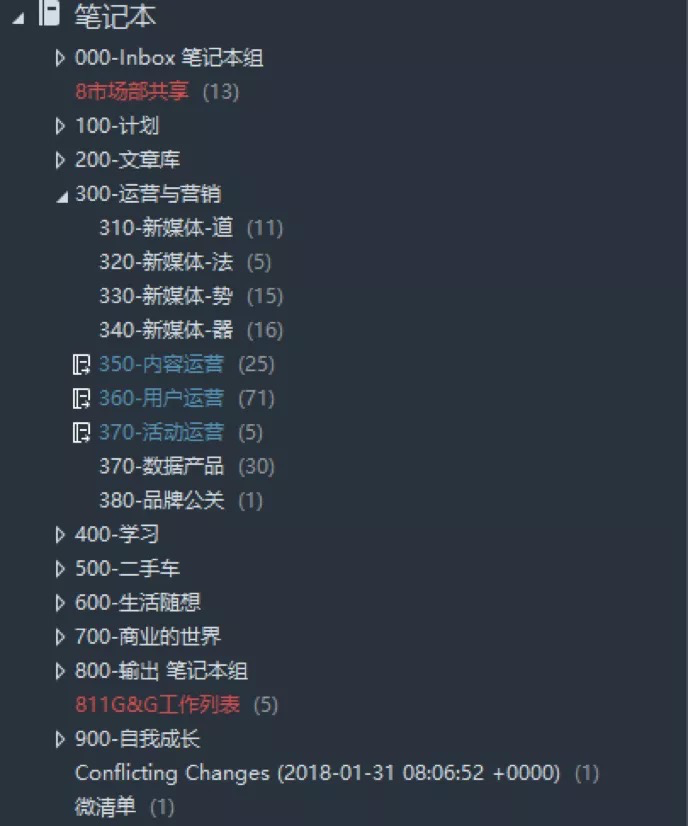 笔记本
000-Inbox 笔记本组
8市场部共享 (13)
100-计划
200-文章库
300-运营与营销
310-新媒体-道 (11)
320-新媒体-法 (5)
330-新媒体-势 (15)
340-新媒体-器 (16)
350-内容运营 (25)
360-用户运营 (71)
370-活动运营 (5)
370-数据产品 (30)
380-品牌公关 (1)
400-学习
500-二手车
600-生活随想
700-商业的世界
800-输出 笔记本组
811G&G工作列表 (5)
900-自我成长
Conflicting Changes (2018-01-31 08:06:52 +0000) (1)
微清单 (1)